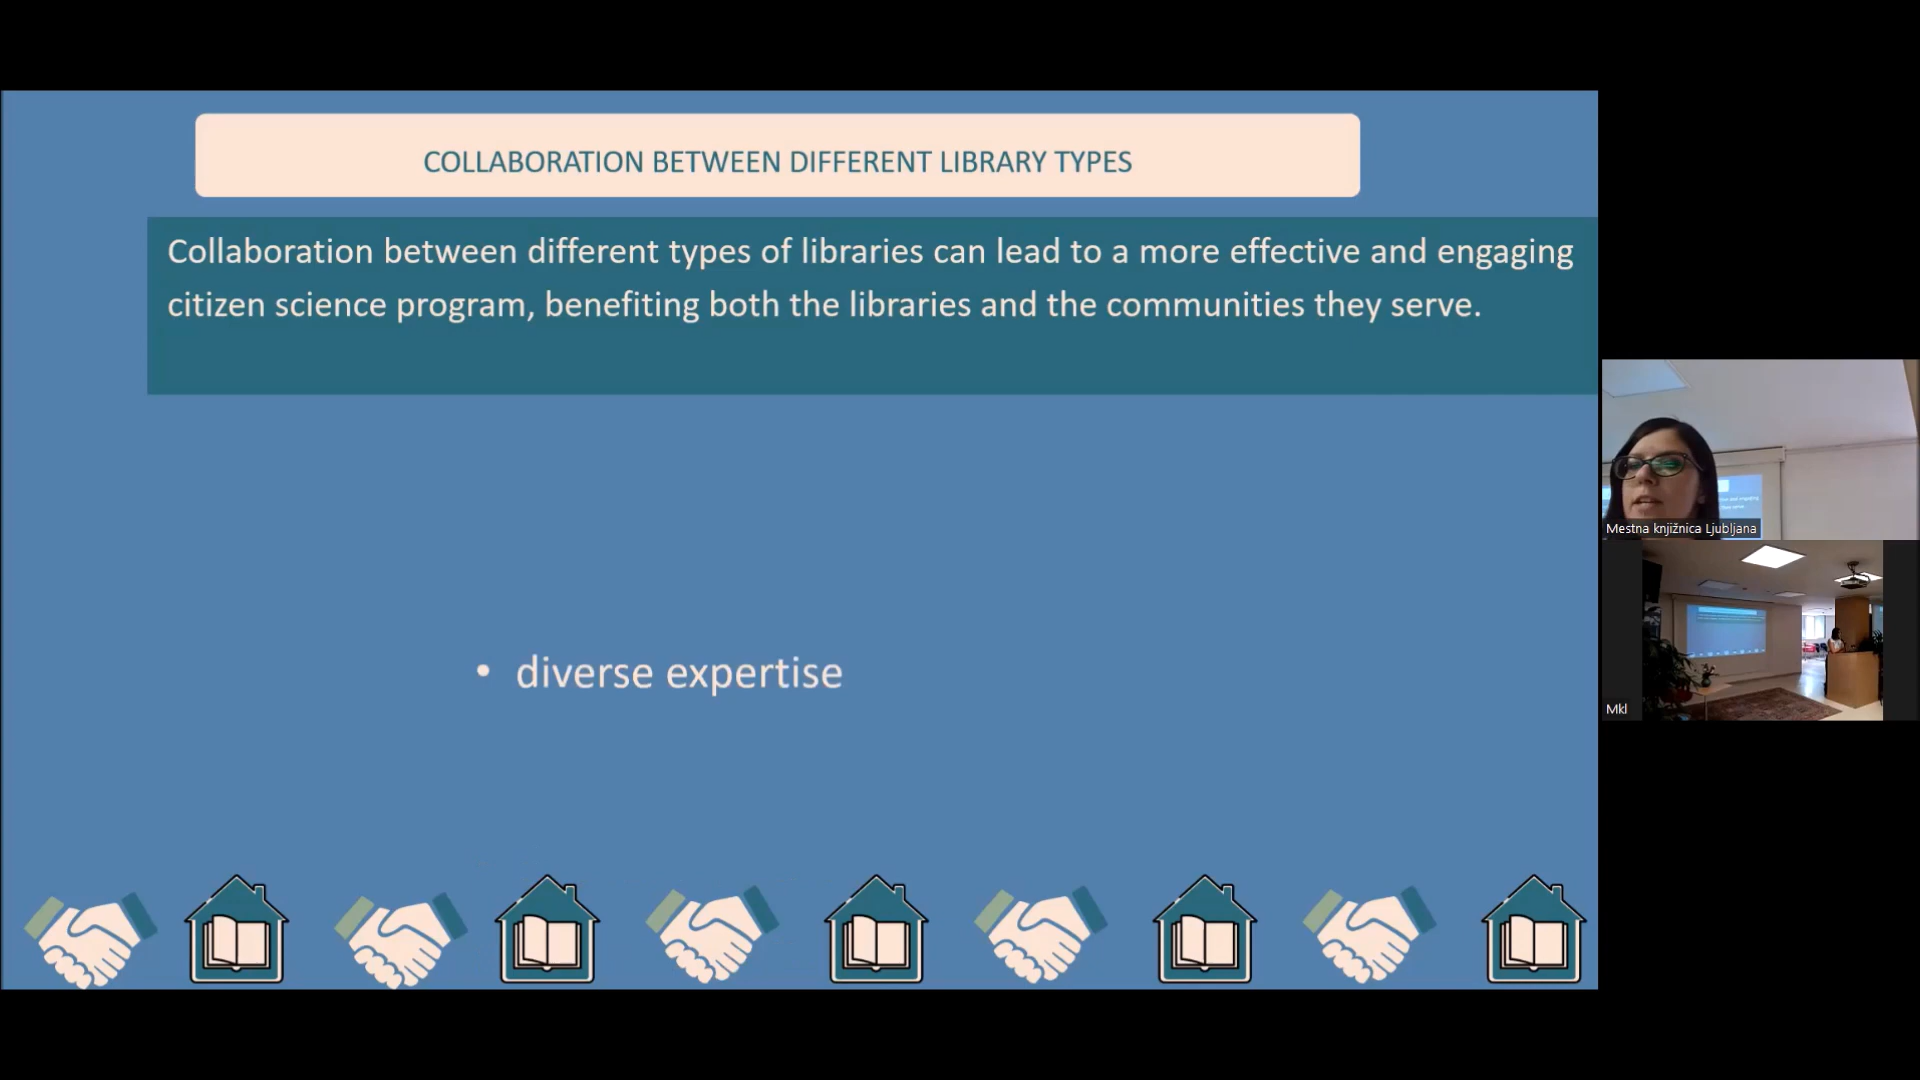 COLLABORATION BETWEEN DIFFERENT LIBRARY TYPES
Collaboration between different types of libraries can lead to a more effective and engaging
citizen science program, benefiting both the libraries and the communities they serve.
• diverse expertise
Mestna knjižnica Ljubljana
Mkl